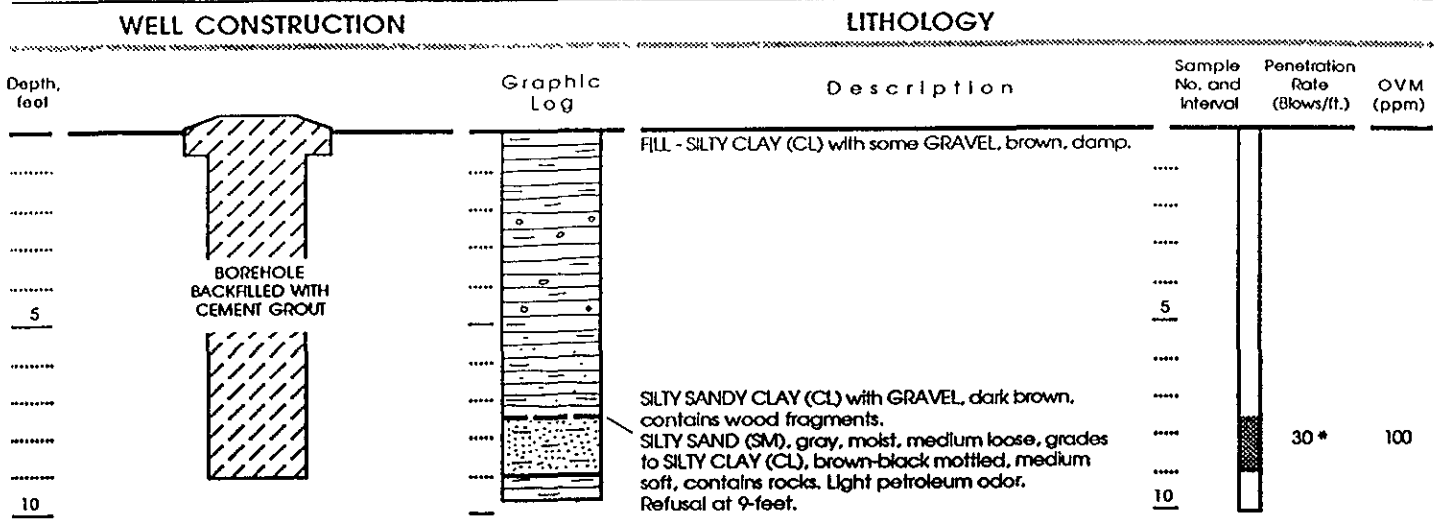 WELL CONSTRUCTION
LITHOLOGY
Depth, feet
Graphic Log
Description
Sample No. and Interval
Penetration Rate (Blows/ft.)
OVM (ppm)
FILL - SILTY CLAY (CL) with some GRAVEL, brown, damp.
BOREHOLE
BACKFILLED WITH
CEMENT GROUT
5
5
SILTY SANDY CLAY (CL) with GRAVEL, dark brown,
contains wood fragments.
SILTY SAND (SM), gray, moist, medium loose, grades
to SILTY CLAY (CL), brown-black mottled, medium
soft, contains rocks. Light petroleum odor.
Refusal at 9-feet.
30 *
100
10
10